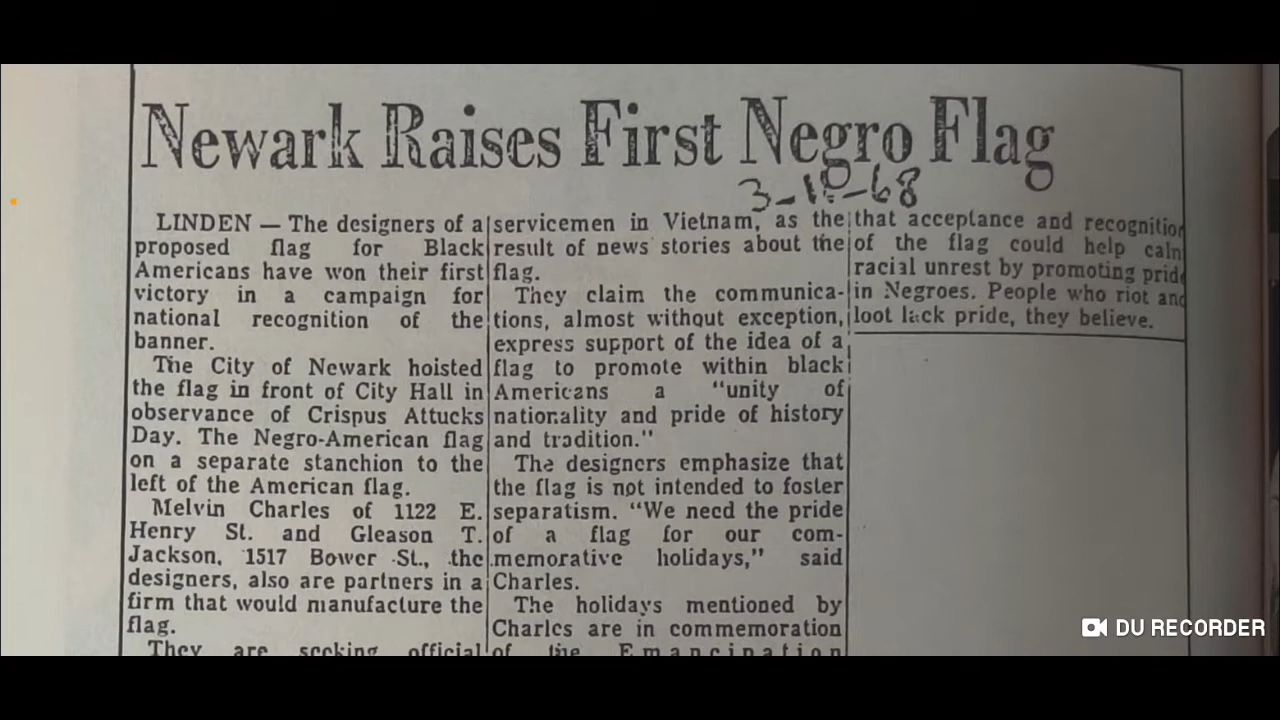 Newark Raises First Negro Flag
LINDEN — The designers of a
proposed flag for Black
Americans have won their first
victory in a campaign for
national recognition of the
banner.
The City of Newark hoisted
the flag in front of City Hall in
observance of Crispus Attucks
Day. The Negro-American flag
on a separate stanchion to the
left of the American flag.
Melvin Charles of 1122 E.
Henry St. and Gleason T.
Jackson, 1517 Bower St., the
designers, also are partners in a
firm that would manufacture the
flag.
They are seeking official
servicemen in Vietnam, as the
result of news stories about the
flag.
They claim the communica-
tions, almost without exception,
express support of the idea of a
flag to promote within black
Americans a "unity of
nationality and pride of history
and tradition."
The designers emphasize that
the flag is not intended to foster
separatism. "We need the pride
of a flag for our com-
memorative holidays," said
Charles.
The holidays mentioned by
Charles are in commemoration
of the Emancipation
that acceptance and recognition
of the flag could help calm
racial unrest by promoting pride
in Negroes. People who riot and
loot lack pride, they believe.
DU RECORDER